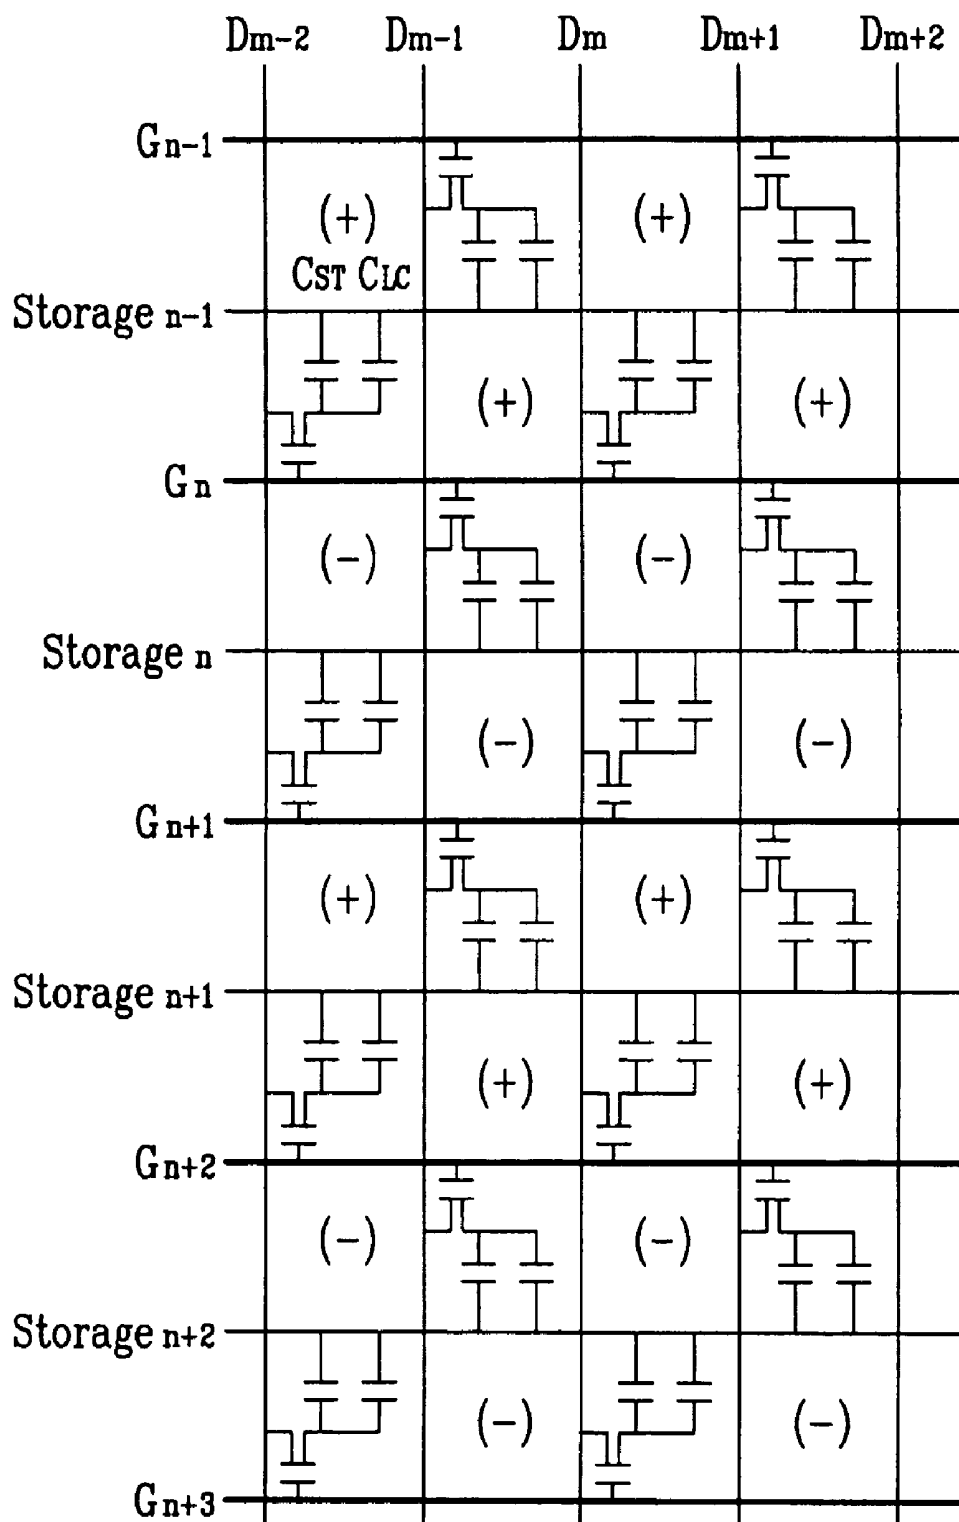 Dm-2 Dm-1 Dm Dm+1 Dm+2
Gn-1
(+) (+)
CST CLC
Storage n-1
(+) (+)
Gn
(-) (-)
Storage n
(-) (-)
Gn+1
(+) (+)
Storage n+1
(+) (+)
Gn+2
(-) (-)
Storage n+2
(-) (-)
Gn+3